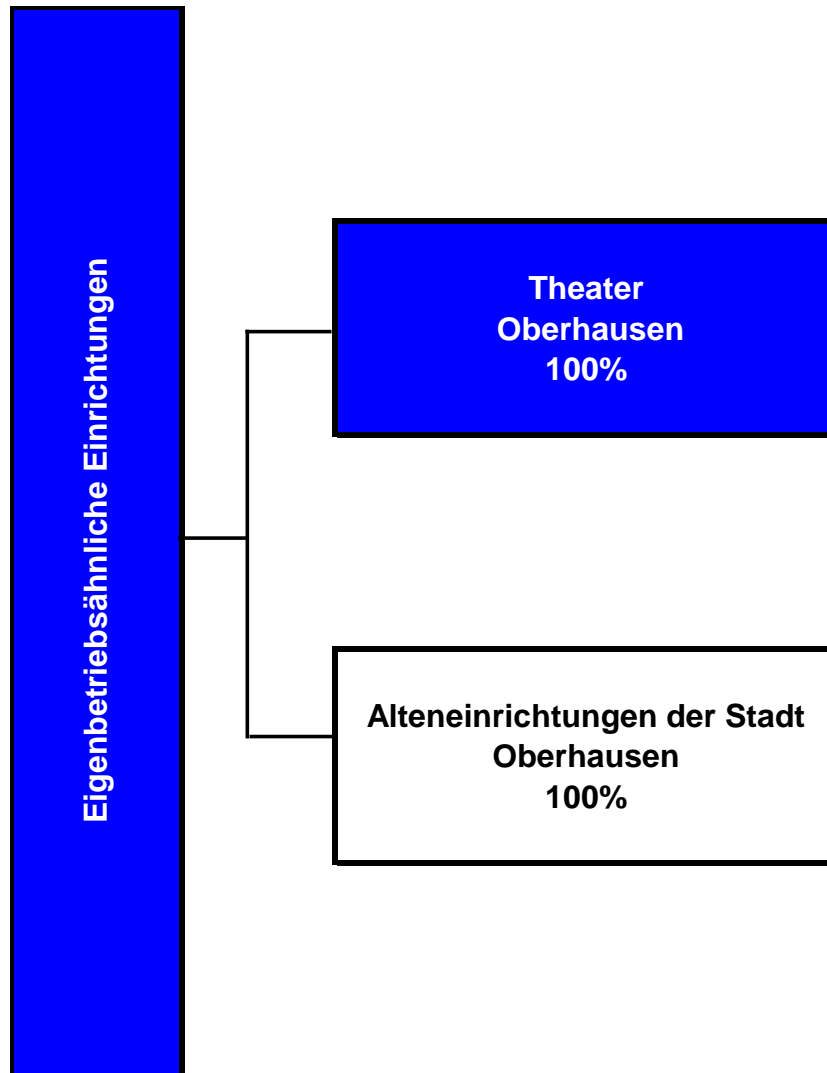 Eigenbetriebsähnliche Einrichtungen
Theater
Oberhausen
100%
Alteneinrichtungen der Stadt
Oberhausen
100%